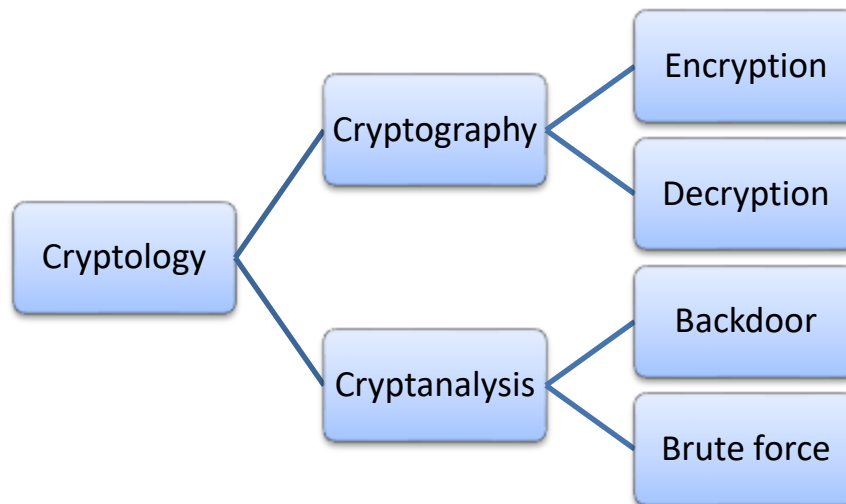 Cryptology
Cryptography
Encryption
Decryption
Cryptanalysis
Backdoor
Brute force